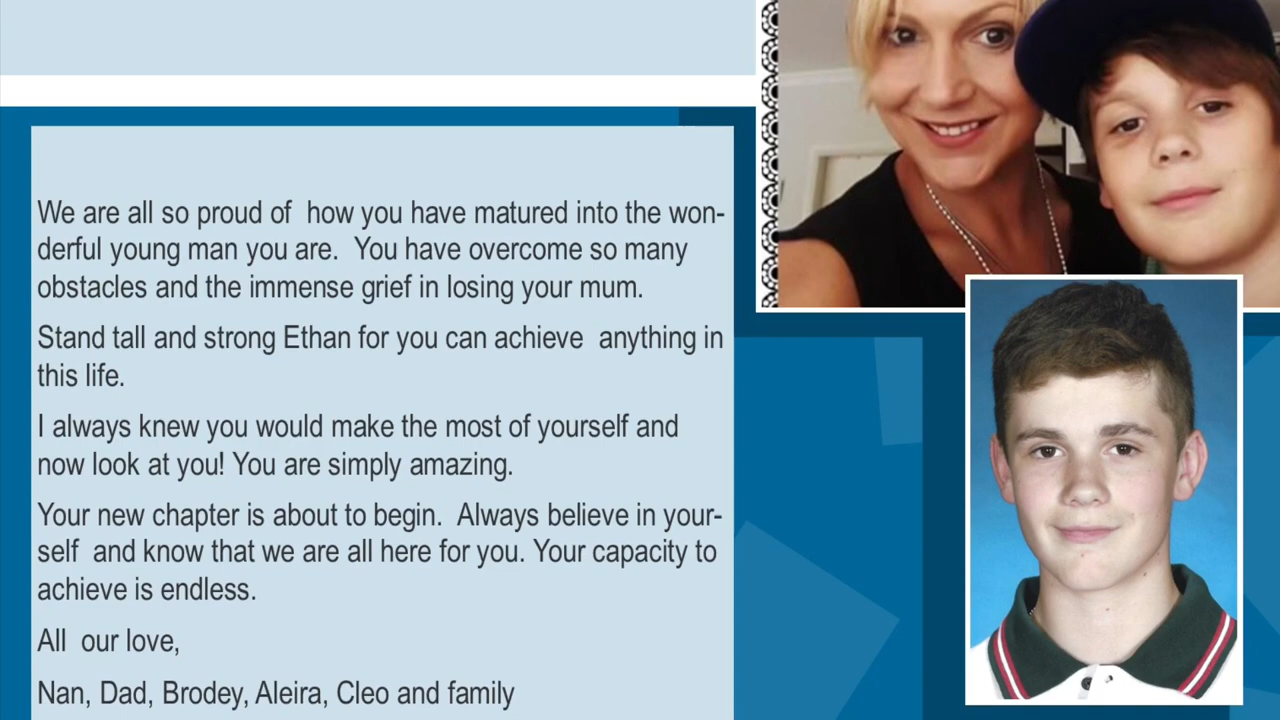 We are all so proud of  how you have matured into the won-
derful young man you are.  You have overcome so many
obstacles and the immense grief in losing your mum.
Stand tall and strong Ethan for you can achieve  anything in
this life.
I always knew you would make the most of yourself and
now look at you! You are simply amazing.
Your new chapter is about to begin.  Always believe in your-
self  and know that we are all here for you. Your capacity to
achieve is endless.
All  our love,
Nan, Dad, Brodey, Aleira, Cleo and family